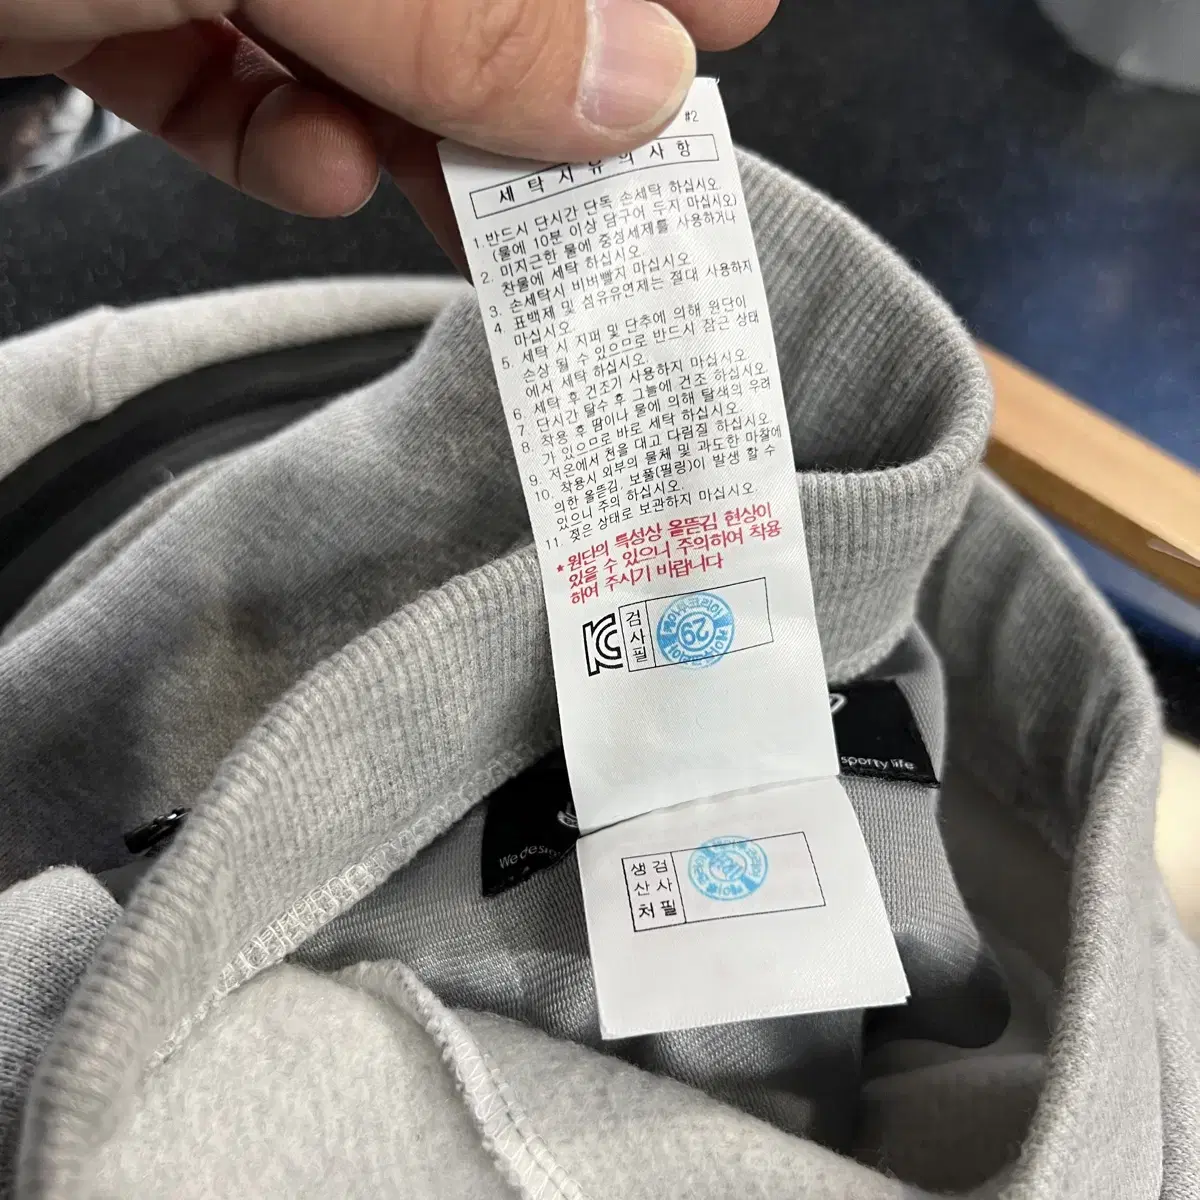 #2
세탁시유의사항
1. 반드시 단시간 단독 손세탁 하십시오.
(물에 10분 이상 담구어 두지 마십시오)
2. 미지근한 물에 중성세제를 사용하거나
찬물에 세탁 하십시오.
3. 손세탁시 비벼빨지 마십시오
4. 표백제 및 섬유유연제는 절대 사용하지
마십시오.
5. 세탁 시 지퍼 및 단추에 의해 원단이
손상 될 수 있으므로 반드시 잠근 상태
에서 세탁 하십시오.
6. 세탁 후 건조기 사용하지 마십시오
7. 단시간 탈수 후 그늘에 건조 하십시오.
8. 착용 후 땀이나 물에 의해 탈색의 우려
가 있으므로 바로 세탁 하십시오.
9. 저온에서 천을 대고 다림질 하십시오.
10. 착용시 외부의 물체 및 과도한 마찰에
의한 올뜯김, 보풀(필링)이 발생 할 수
있으니 주의 하십시오.
11. 젖은 상태로 보관하지 마십시오.
* 원단의 특성상 올뜯김 현상이
있을 수 있으니 주의하여 착용
하여 주시기 바랍니다
검사필
29
sporty life
We desi
생산처
검사필